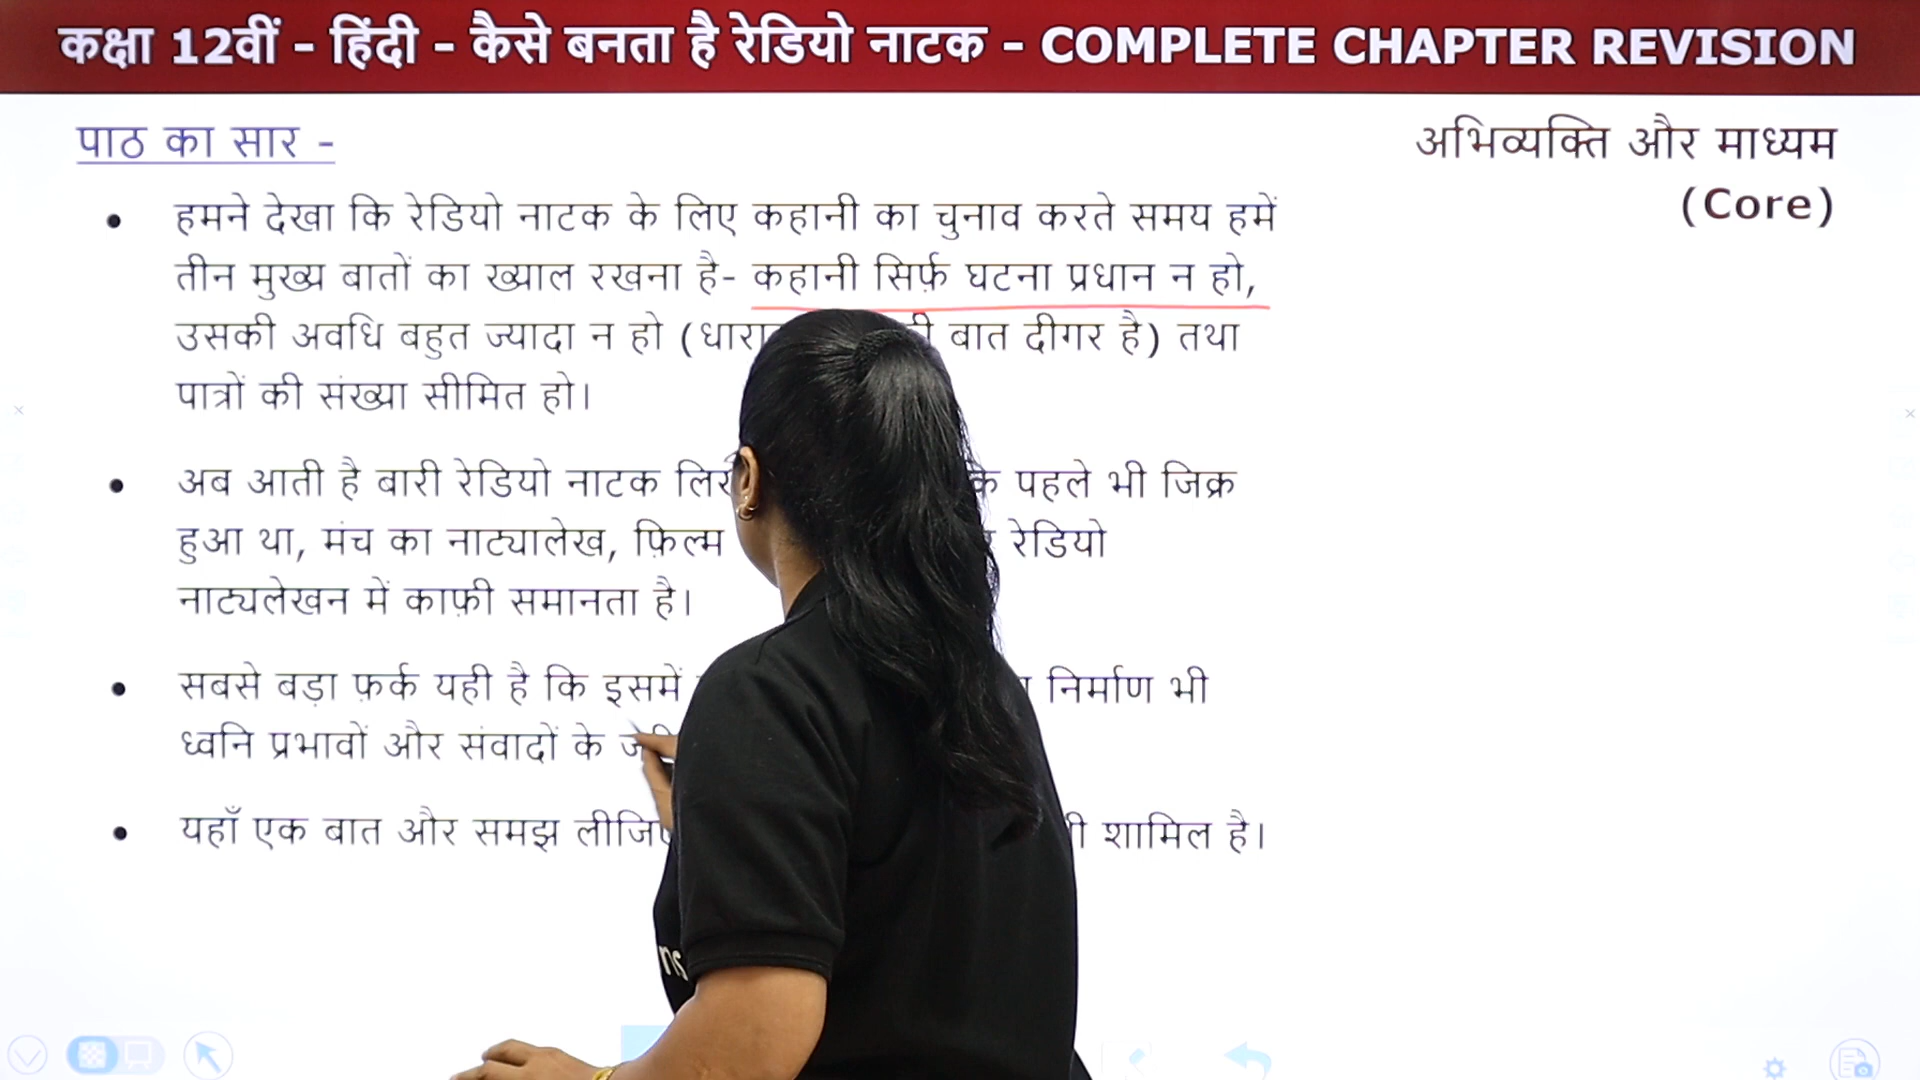 कक्षा 12वीं - हिंदी - कैसे बनता है रेडियो नाटक - COMPLETE CHAPTER REVISION
पाठ का सार -
अभिव्यक्ति और माध्यम
(Core)
• हमने देखा कि रेडियो नाटक के लिए कहानी का चुनाव करते समय हमें
तीन मुख्य बातों का ख्याल रखना है- कहानी सिर्फ़ घटना प्रधान न हो,
उसकी अवधि बहुत ज्यादा न हो ( बात दीगर है) तथा
पात्रों की संख्या सीमित हो।
• अब आती है बारी रेडियो नाटक पहले भी जिक्र
हुआ था, मंच का नाट्यालेख, फ़िल्म रेडियो
नाट्यलेखन में काफ़ी समानता है।
• सबसे बड़ा फ़र्क यही है कि इसमें निर्माण भी
ध्वनि प्रभावों और संवादों के
• यहाँ एक बात और समझ शामिल है।